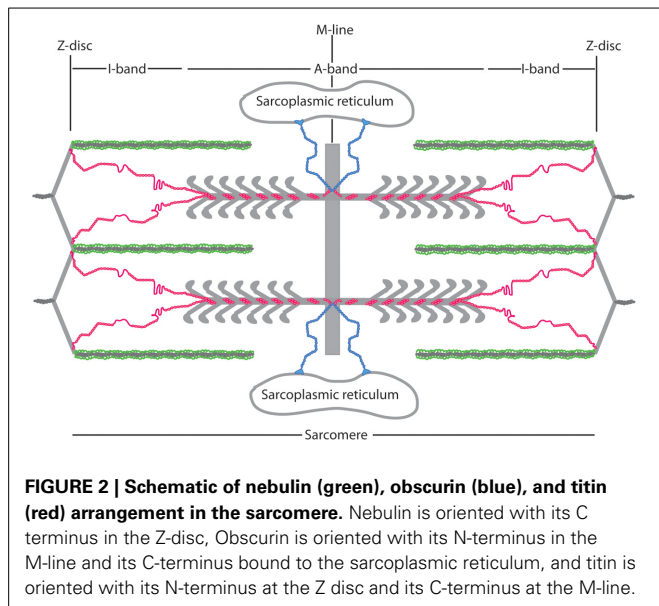 M-line
Z-disc
Z-disc
I-band
A-band
I-band
Sarcoplasmic reticulum
Sarcoplasmic reticulum
Sarcomere
FIGURE 2 | Schematic of nebulin (green), obscurin (blue), and titin
(red) arrangement in the sarcomere. Nebulin is oriented with its C
terminus in the Z-disc, Obscurin is oriented with its N-terminus in the
M-line and its C-terminus bound to the sarcoplasmic reticulum, and titin is
oriented with its N-terminus at the Z disc and its C-terminus at the M-line.